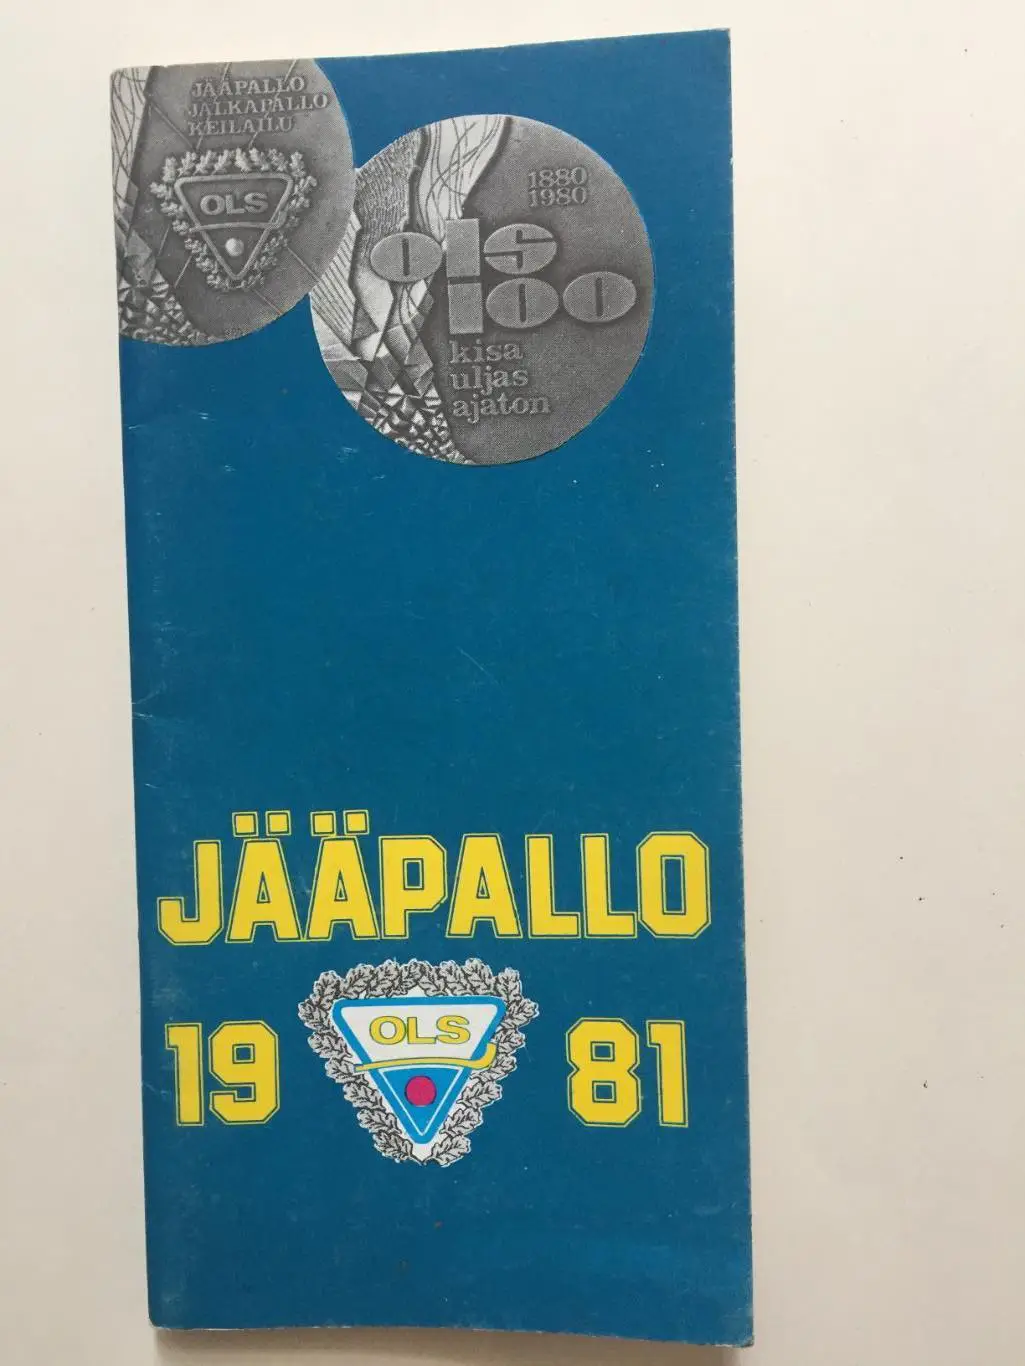 JÄÄPALLO
JALKAPALLO
KEILAILU
OLS
1880
1980
ols
100
kisa
uljas
ajaton
JÄÄPALLO
19 81
OLS